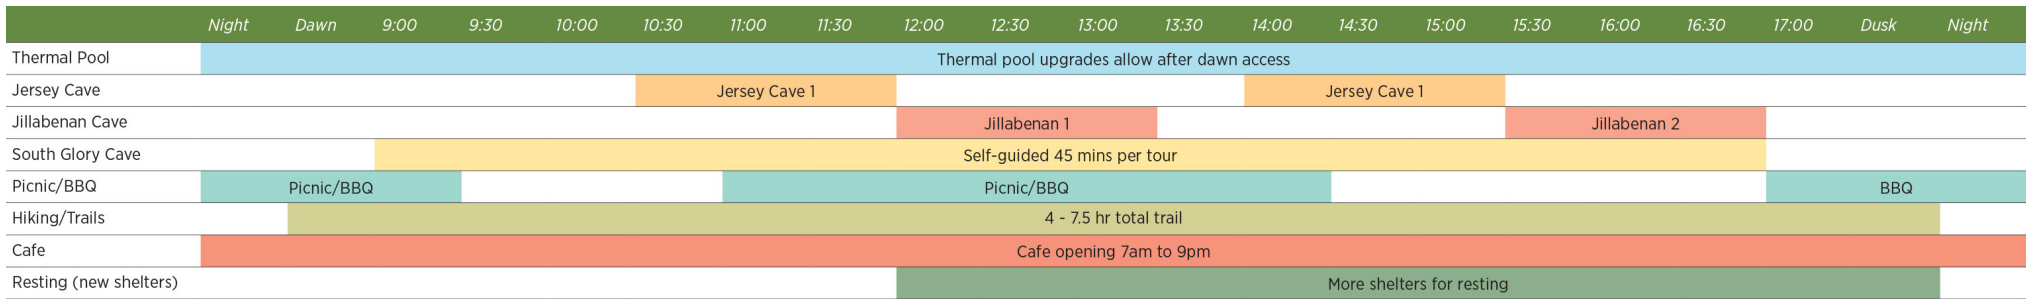 Night Dawn 9:00 9:30 10:00 10:30 11:00 11:30 12:00 12:30 13:00 13:30 14:00 14:30 15:00 15:30 16:00 16:30 17:00 Dusk Night
Thermal Pool Thermal pool upgrades allow after dawn access
Jersey Cave Jersey Cave 1 Jersey Cave 1
Jillabenan Cave Jillabenan 1 Jillabenan 2
South Glory Cave Self-guided 45 mins per tour
Picnic/BBQ Picnic/BBQ Picnic/BBQ BBQ
Hiking/Trails 4 - 7.5 hr total trail
Cafe Cafe opening 7am to 9pm
Resting (new shelters) More shelters for resting